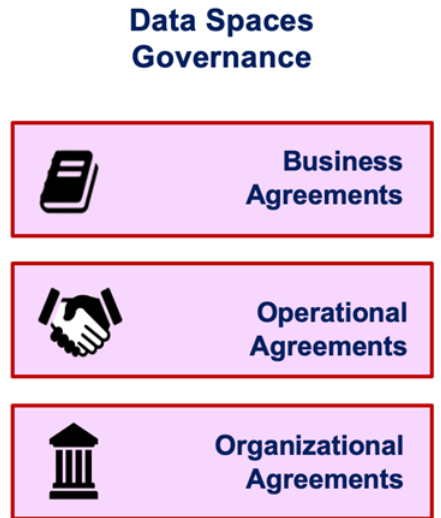 Data Spaces
Governance
Business
Agreements
Operational
Agreements
Organizational
Agreements